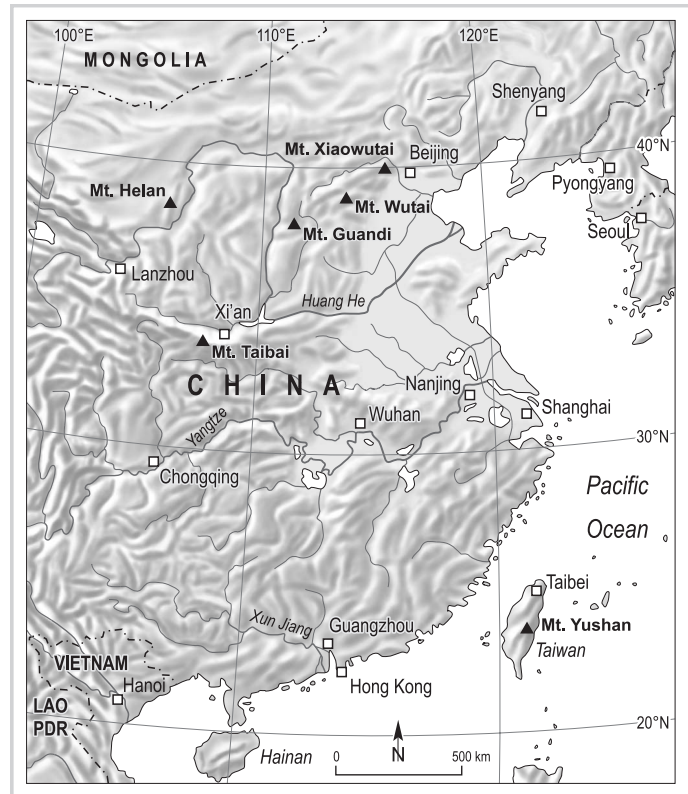 100°E
110°E
120°E
MONGOLIA
Shenyang
40°N
Mt. Xiaowutai
Beijing
Mt. Helan
Mt. Wutai
Pyongyang
Mt. Guandi
Seoul
Lanzhou
Huang He
Xi'an
Mt. Taibai
CHINA
Nanjing
Shanghai
Yangtze
Wuhan
30°N
Chongqing
Pacific
Ocean
Taibei
Xun Jiang
Guangzhou
Mt. Yushan
Taiwan
VIETNAM
Hanoi
Hong Kong
LAO
PDR
20°N
Hainan
N
0
500 km